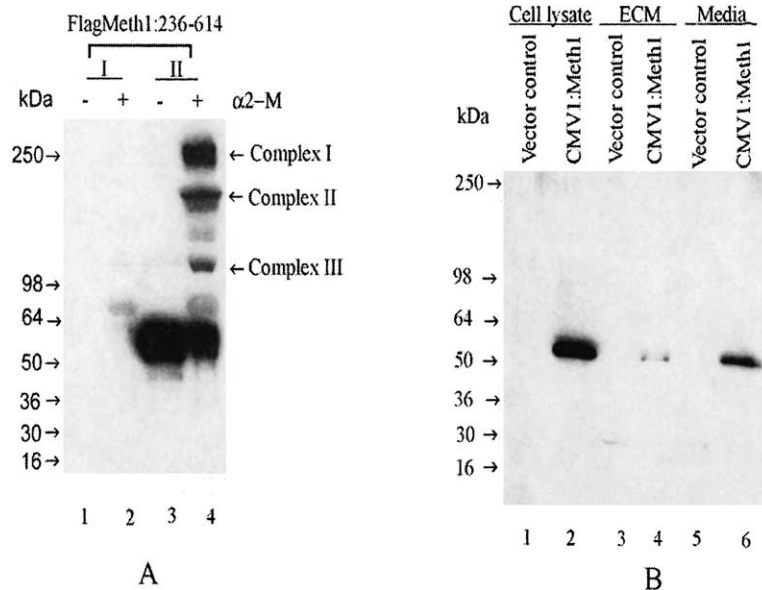 FlagMeth1:236-614
I II
kDa - + - + α2–M
250→
←Complex I
←Complex II
←Complex III
98→
64→
50→
36→
30→
16→
1 2 3 4
A
Cell lysate ECM Media
Vector control
CMV1:Meth1
Vector control
CMV1:Meth1
Vector control
CMV1:Meth1
kDa
250→
98→
64→
50→
36→
30→
16→
1 2 3 4 5 6
B